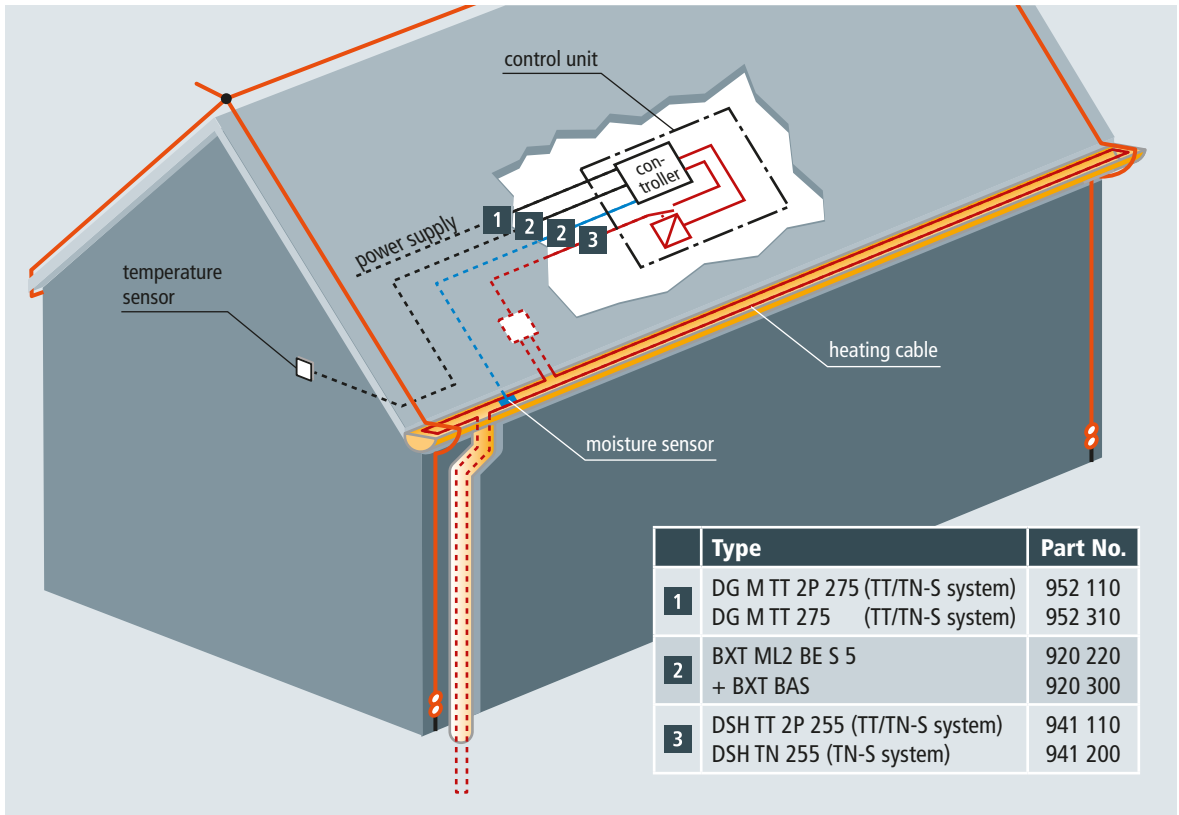 control unit
con-
troller
1
2
2
3
power supply
temperature
sensor
heating cable
moisture sensor
Type Part No.
1
DG M TT 2P 275 (TT/TN-S system) 952 110
DG M TT 275 (TT/TN-S system) 952 310
2
BXT ML2 BE S 5 920 220
+ BXT BAS 920 300
3
DSH TT 2P 255 (TT/TN-S system) 941 110
DSH TN 255 (TN-S system) 941 200